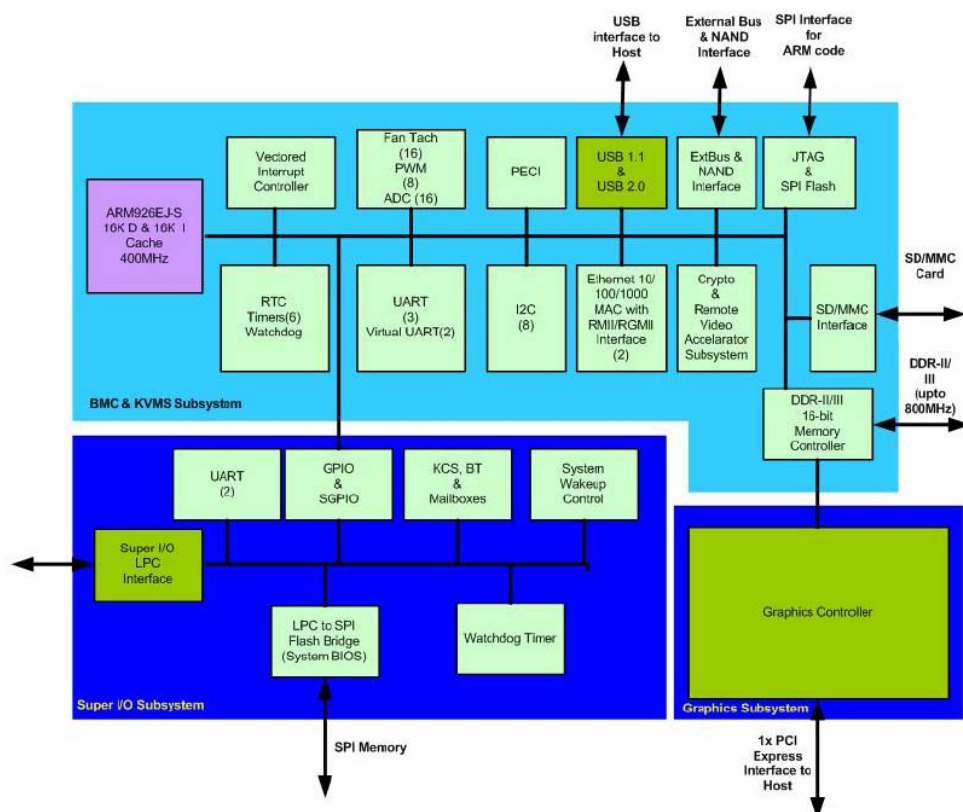 USB
interface to
Host
External Bus
& NAND
Interface
SPI Interface
for
ARM code
Vectored
Interrupt
Controller
Fan Tach
(16)
PWM
(8)
ADC (16)
PECI
USB 1.1
&
USB 2.0
ExtBus &
NAND
Interface
JTAG
&
SPI Flash
ARM926EJ-S
16K D & 16K I
Cache
400MHz
RTC
Timers(6)
Watchdog
UART
(3)
Virtual UART(2)
I2C
(8)
Ethernet 10/
100/1000
MAC with
RMII/RGMII
Interface
(2)
Crypto
&
Remote
Video
Accelarator
Subsystem
SD/MMC
Interface
SD/MMC
Card
BMC & KVMS Subsystem
DDR-II/III
16-bit
Memory
Controller
DDR-II/
III
(upto
800MHz)
UART
(2)
GPIO
&
SGPIO
KCS, BT
&
Mailboxes
System
Wakeup
Control
Super I/O
LPC
Interface
LPC to SPI
Flash Bridge
(System BIOS)
Watchdog Timer
Super I/O Subsystem
Graphics Controller
Graphics Subsystem
SPI Memory
1x PCI
Express
Interface to
Host